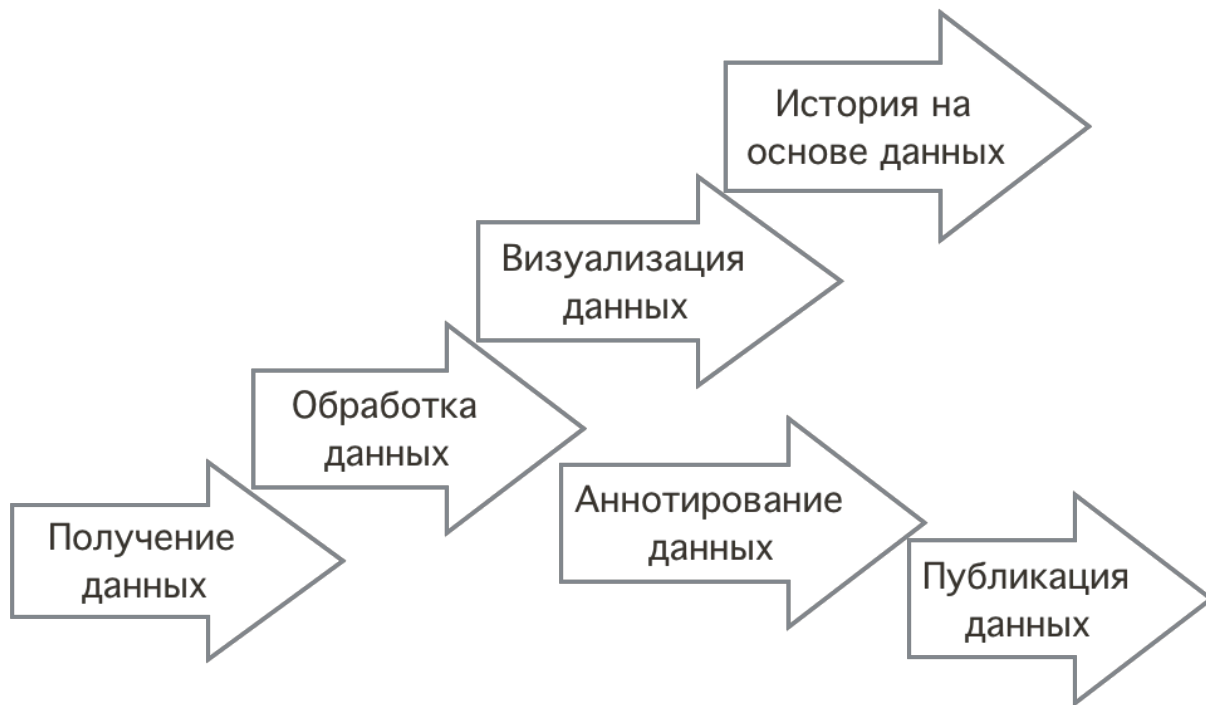 История на
основе данных
Визуализация
данных
Обработка
данных
Аннотирование
данных
Получение
данных
Публикация
данных